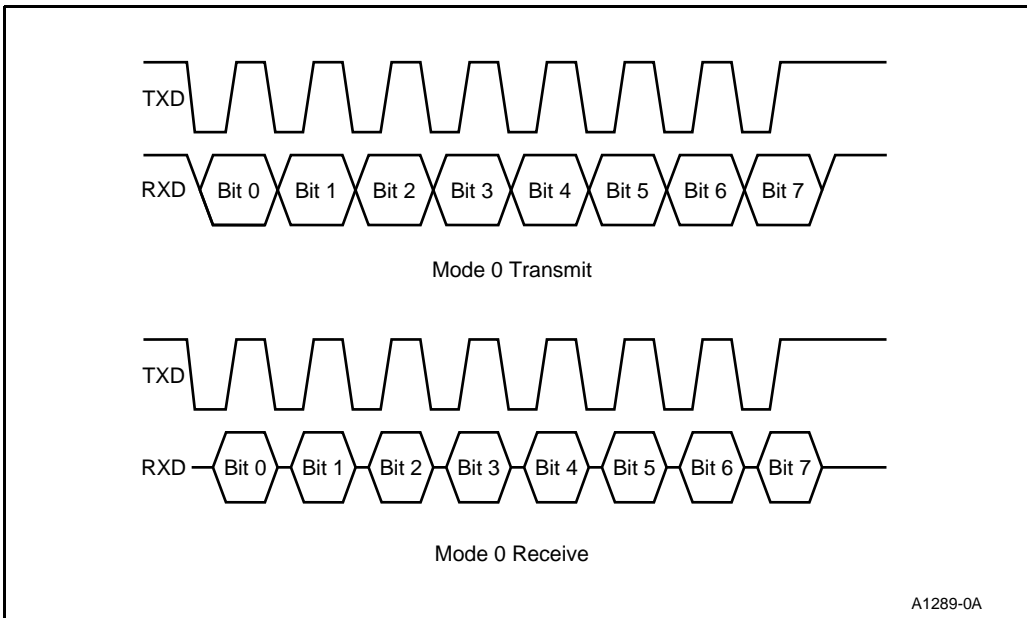 TXD
RXD Bit 0 Bit 1 Bit 2 Bit 3 Bit 4 Bit 5 Bit 6 Bit 7
Mode 0 Transmit
TXD
RXD Bit 0 Bit 1 Bit 2 Bit 3 Bit 4 Bit 5 Bit 6 Bit 7
Mode 0 Receive
A1289-0A